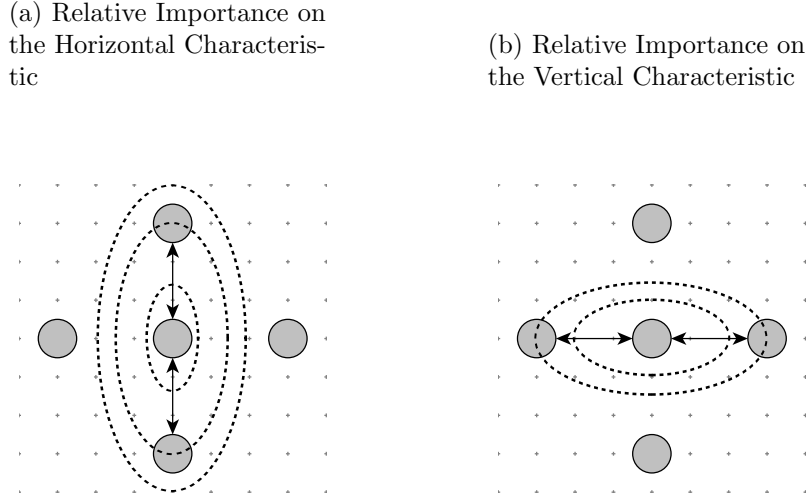 (a) Relative Importance on
the Horizontal Characteris-
tic
(b) Relative Importance on
the Vertical Characteristic